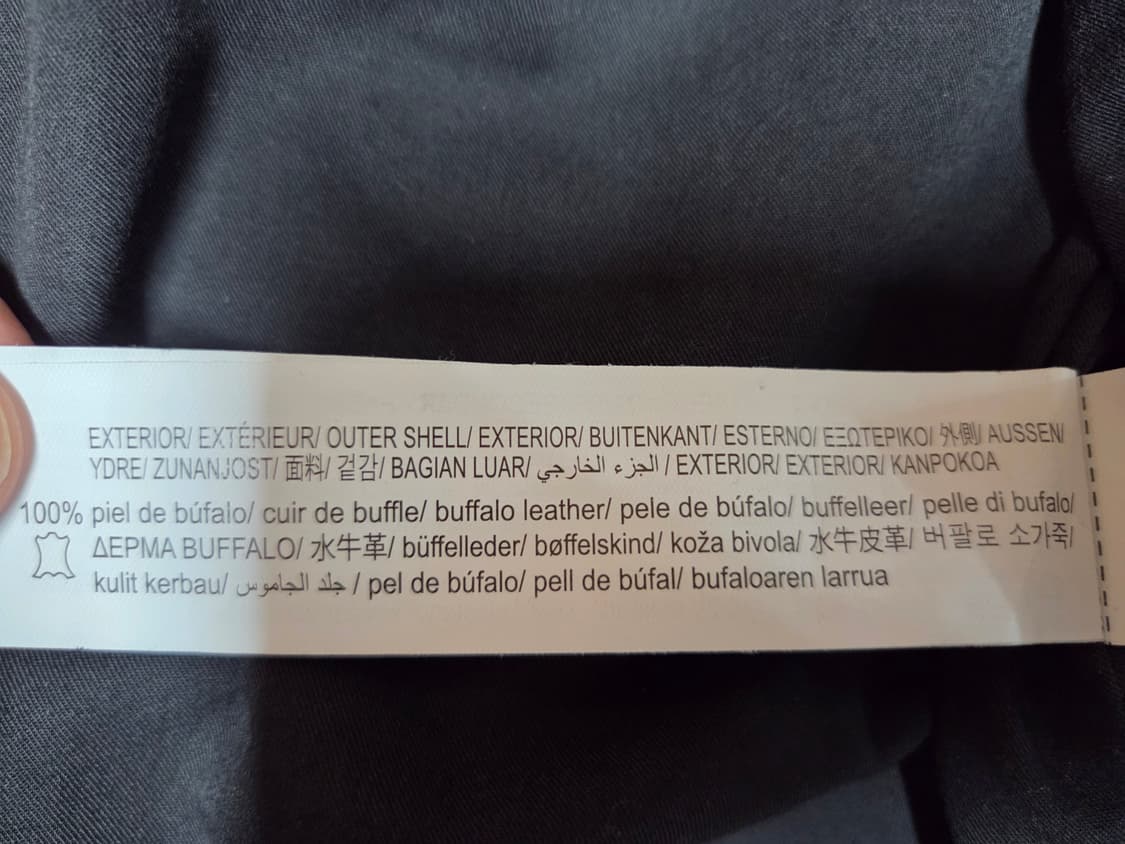 EXTERIOR/ EXTÉRIEUR/ OUTER SHELL/ EXTERIOR/ BUITENKANT/ ESTERNO/ ΕΞΩΤΕΡΙΚΟ/ 外側/ AUSSEN/
YDRE/ ZUNANJOST/ 面料/ 겉감/ BAGIAN LUAR/ الجزء الخارجي / EXTERIOR/ EXTERIOR/ KANPOKOA
100% piel de búfalo/ cuir de buffle/ buffalo leather/ pele de búfalo/ buffelleer/ pelle di bufalo/
ΔΕΡΜΑ BUFFALO/ 水牛革/ büffelleder/ bøffelskind/ koža bivola/ 水牛皮革/ 버팔로 소가죽/
kulit kerbau/ جلد الجاموس / pel de búfalo/ pell de búfal/ bufaloaren larrua